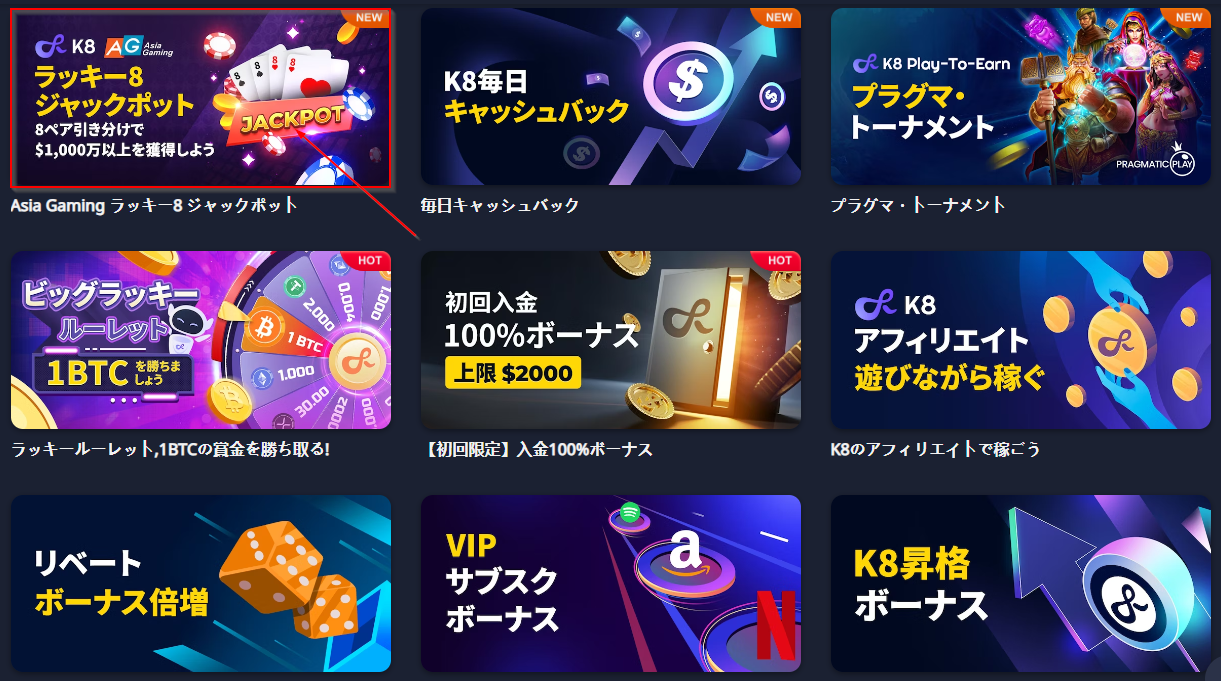 NEW
K8 AG Asia Gaming
ラッキー8
ジャックポット
8ペア引き分けで
$1,000万以上を獲得しよう
JACKPOT
Asia Gaming ラッキー8 ジャックポット
NEW
K8毎日
キャッシュバック
毎日キャッシュバック
NEW
K8 Play-To-Earn
プラグマ・
トーナメント
PRAGMATIC PLAY
プラグマ・トーナメント
HOT
ビッグラッキー
ルーレット
1BTC を勝ちましょう
2.000
0.004
1 BTC
1.000
30.00
0002
ラッキールーレット,1BTCの賞金を勝ち取る!
HOT
初回入金
100%ボーナス
上限 $2000
【初回限定】入金100%ボーナス
K8
アフィリエイト
遊びながら稼ぐ
K8のアフィリエイトで稼ごう
リベート
ボーナス倍増
VIP
サブスク
ボーナス
a
N
K8昇格
ボーナス